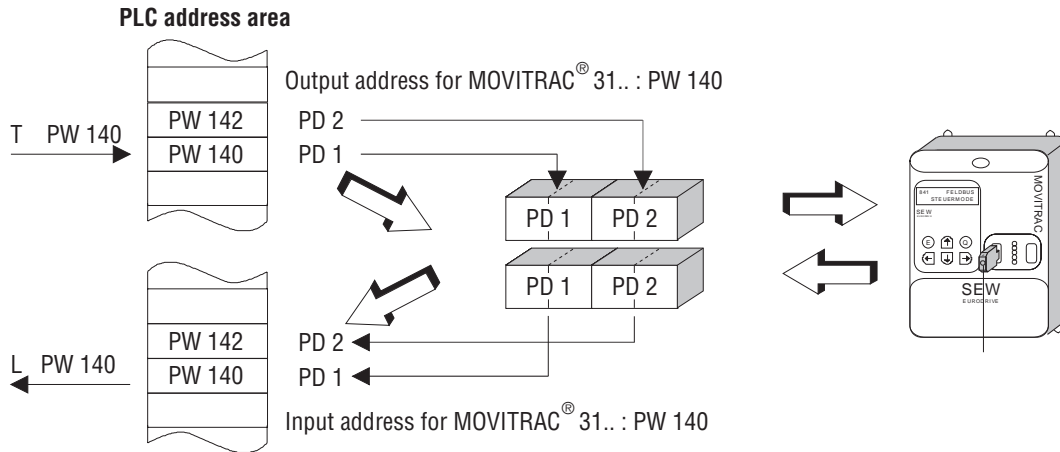 PLC address area
Output address for MOVITRAC® 31.. : PW 140
T PW 140
PW 142
PD 2
PW 140
PD 1
PD 1
PD 2
PD 1
PD 2
PW 142
PD 2
L PW 140
PW 140
PD 1
Input address for MOVITRAC® 31.. : PW 140
841 FELDBUS
STEUERMODE
SEW
MOVITRAC
E
Q
SEW
EURODRIVE